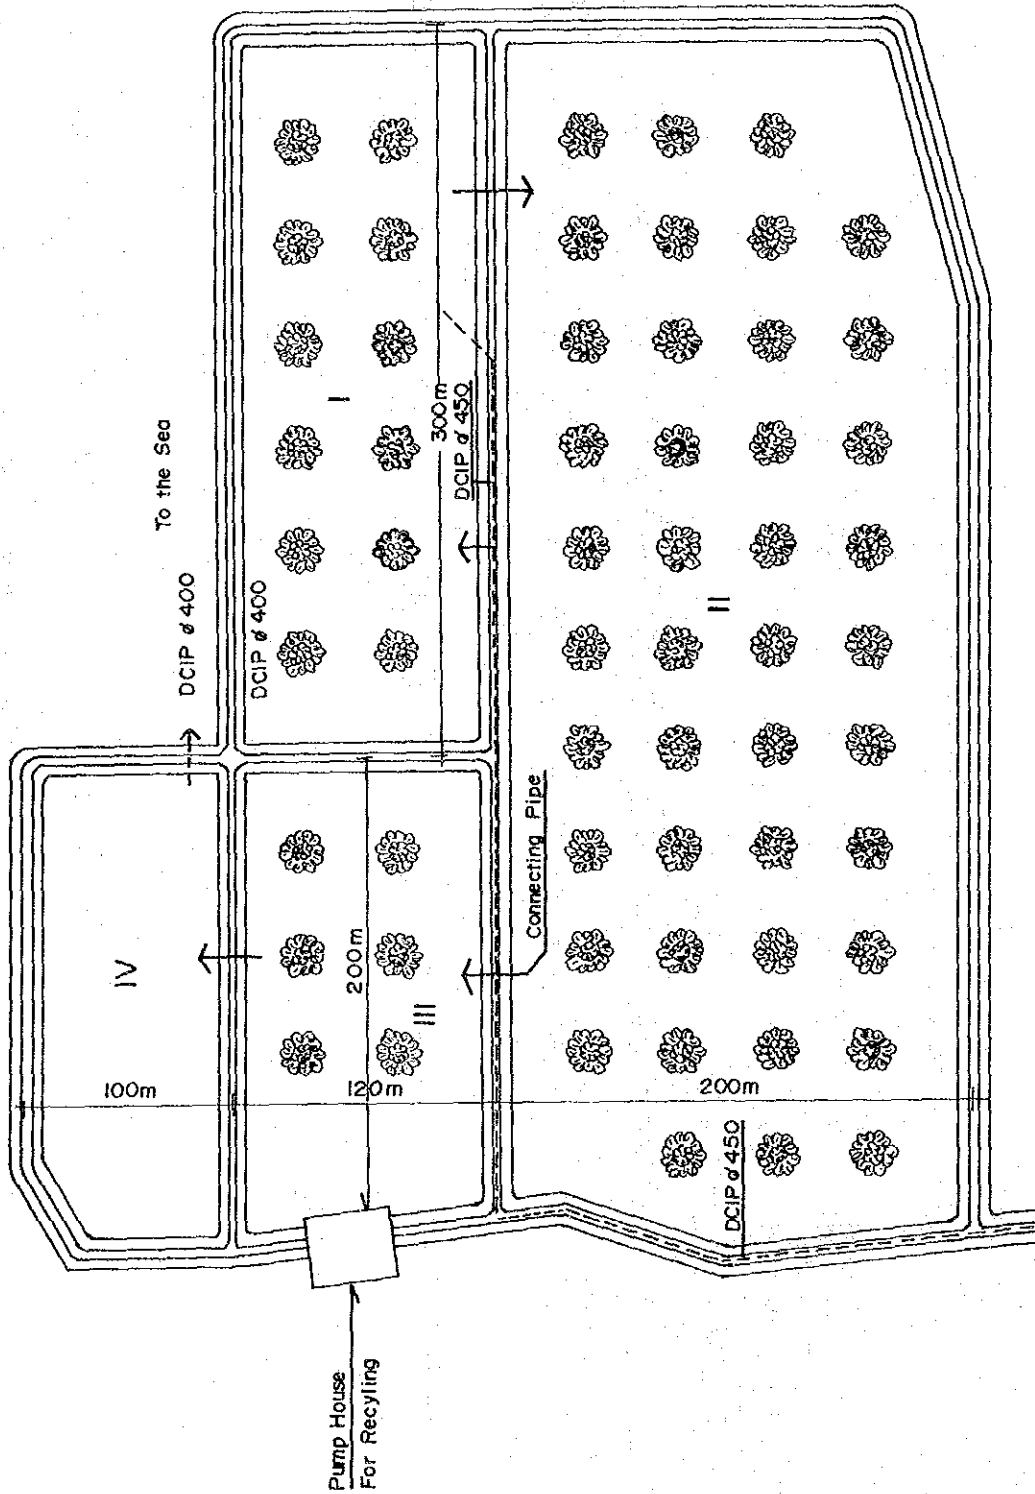 To the Sea
DCIP ø 400
DCIP ø 400
I
300m
DCIP ø 450
II
IV
III
200m
Connecting Pipe
100m
120m
200m
DCIP ø 450
Pump House
For Recyling